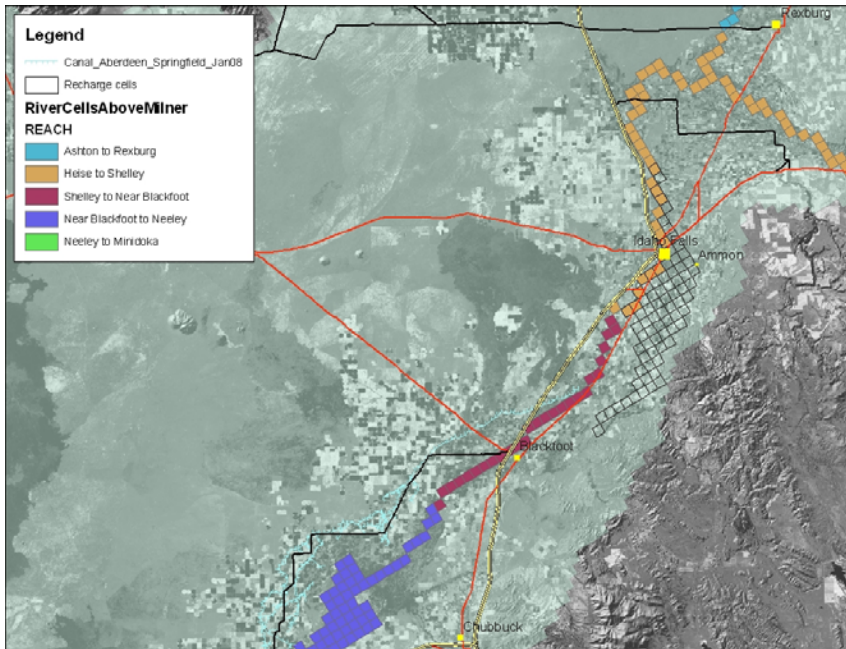 Legend
Canal_Aberdeen_Springfield_Jan08
Recharge cells
RiverCellsAboveMilner
REACH
Ashton to Rexburg
Heise to Shelley
Shelley to Near Blackfoot
Near Blackfoot to Neeley
Neeley to Minidoka
Rexburg
Idaho Falls
Ammon
Blackfoot
Chubbuck